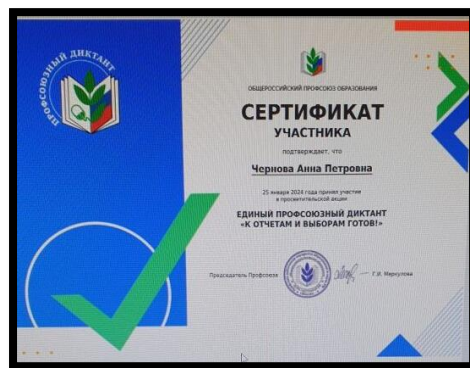 ПРОФСОЮЗНЫЙ ДИКТАНТ
ОБЩЕРОССИЙСКИЙ ПРОФСОЮЗ ОБРАЗОВАНИЯ
СЕРТИФИКАТ
УЧАСТНИКА
подтверждает, что
Чернова Анна Петровна
25 января 2024 года принял участие
в просветительской акции
ЕДИНЫЙ ПРОФСОЮЗНЫЙ ДИКТАНТ
«К ОТЧЕТАМ И ВЫБОРАМ ГОТОВ!»
Председатель Профсоюза
Г.И. Меркулова